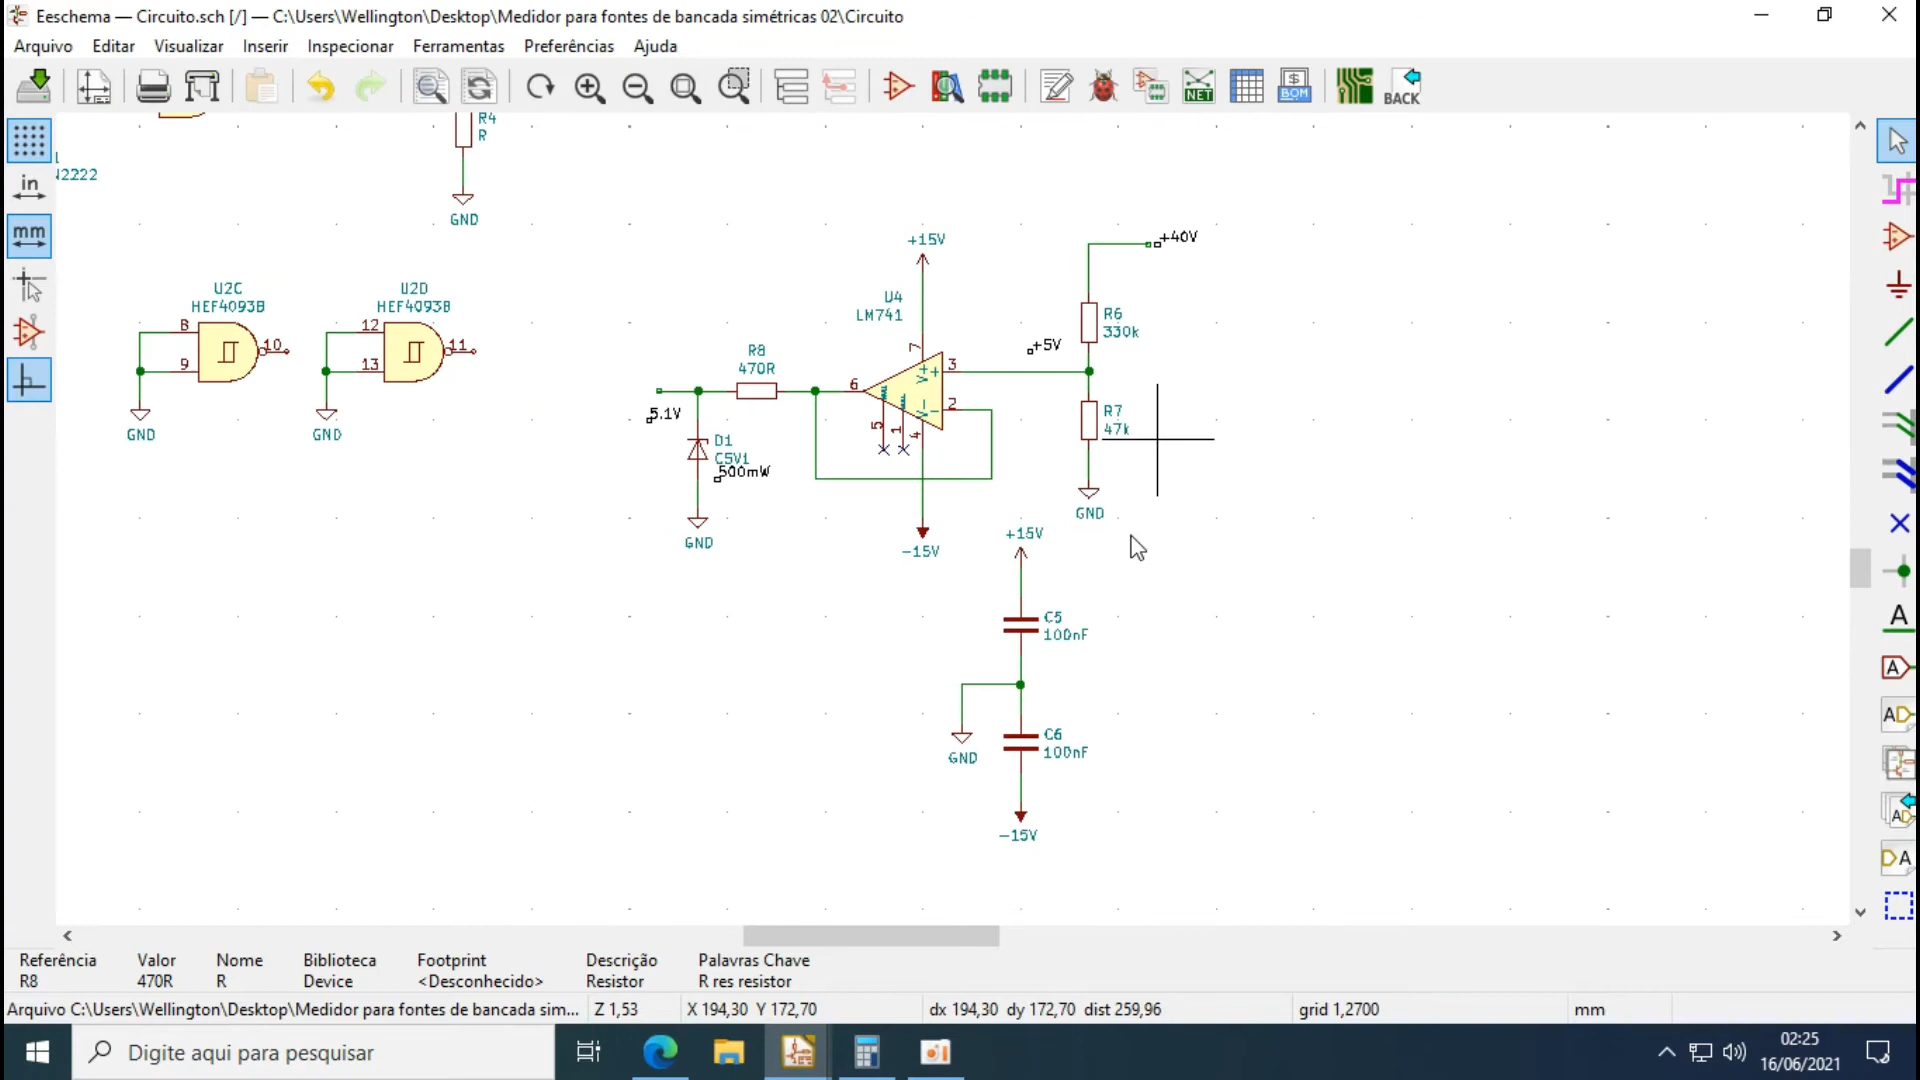 Eeschema — Circuito.sch [/] — C:\Users\Wellington\Desktop\Medidor para fontes de bancada simétricas 02\Circuito
Arquivo Editar Visualizar Inserir Inspecionar Ferramentas Preferências Ajuda
NET
$
BOM
BACK
in
mm
R4
R
GND
N2222
+15V
+40V
U2C
HEF4093B
8
9
10
GND
U2D
HEF4093B
12
13
11
GND
U4
LM741
7
3
2
6
5
1
4
V+
V-
+
-
R6
330k
+5V
R8
470R
5.1V
D1
C5V1
500mW
GND
R7
47k
GND
-15V
+15V
C5
100nF
GND
C6
100nF
-15V
A
A
A
A
A
Referência Valor Nome Biblioteca Footprint Descrição Palavras Chave
R8 470R R Device <Desconhecido> Resistor R res resistor
Arquivo C:\Users\Wellington\Desktop\Medidor para fontes de bancada sim... Z 1,53 X 194,30 Y 172,70 dx 194,30 dy 172,70 dist 259,96 grid 1,2700 mm
Digite aqui para pesquisar
02:25
16/06/2021